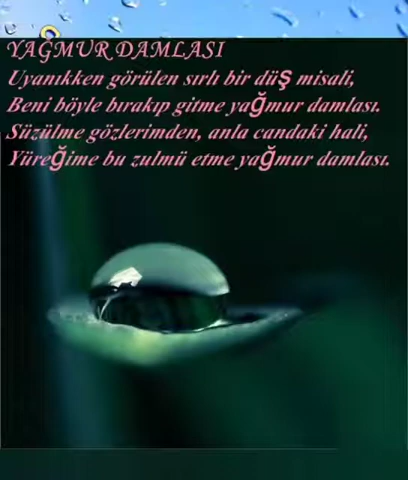 YAĞMUR DAMLASI
Uyanıkken görülen sırlı bir düş misali,
Beni böyle bırakıp gitme yağmur damlası.
Süzülme gözlerimden, anla candaki hali,
Yüreğime bu zulmü etme yağmur damlası.